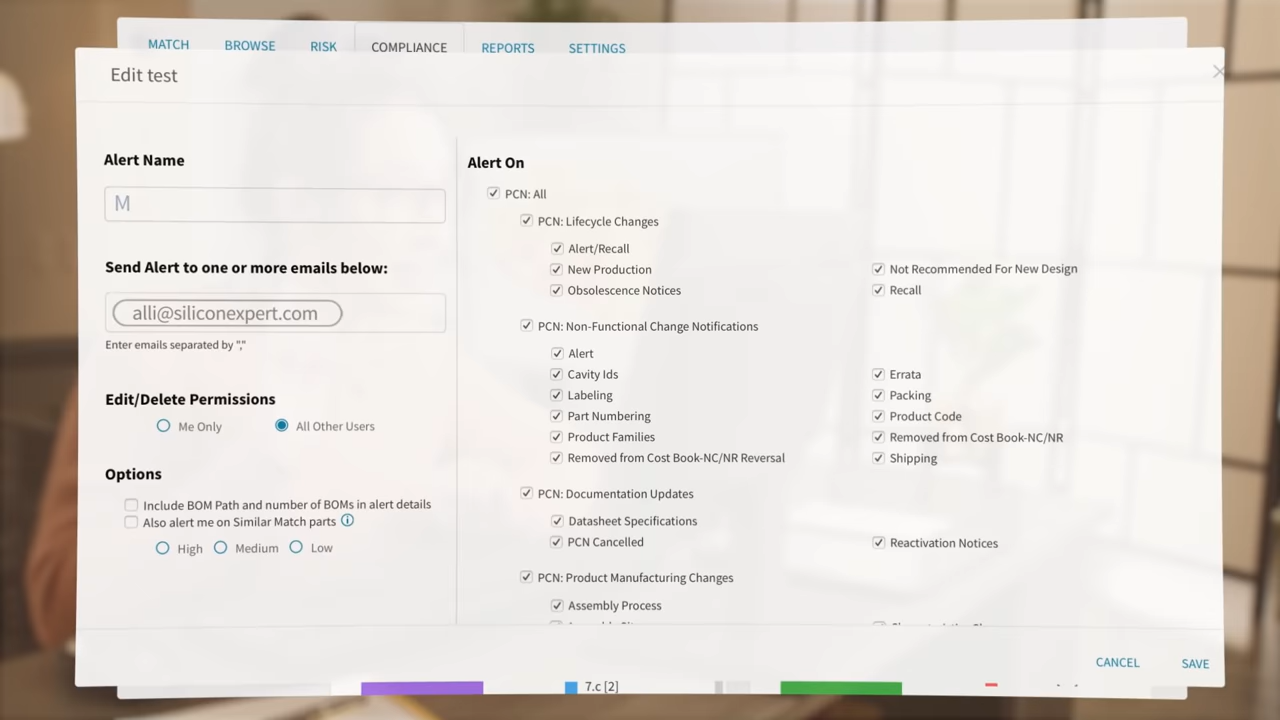 MATCH BROWSE RISK COMPLIANCE REPORTS SETTINGS
Edit test
Alert Name
M
Send Alert to one or more emails below:
alli@siliconexpert.com
Enter emails separated by ";"
Edit/Delete Permissions
Me Only All Other Users
Options
Include BOM Path and number of BOMs in alert details
Also alert me on Similar Match parts
High Medium Low
Alert On
PCN: All
PCN: Lifecycle Changes
Alert/Recall
New Production Not Recommended For New Design
Obsolescence Notices Recall
PCN: Non-Functional Change Notifications
Alert
Cavity Ids Errata
Labeling Packing
Part Numbering Product Code
Product Families Removed from Cost Book-NC/NR
Removed from Cost Book-NC/NR Reversal Shipping
PCN: Documentation Updates
Datasheet Specifications
PCN Cancelled Reactivation Notices
PCN: Product Manufacturing Changes
Assembly Process
CANCEL SAVE
7.c [2]